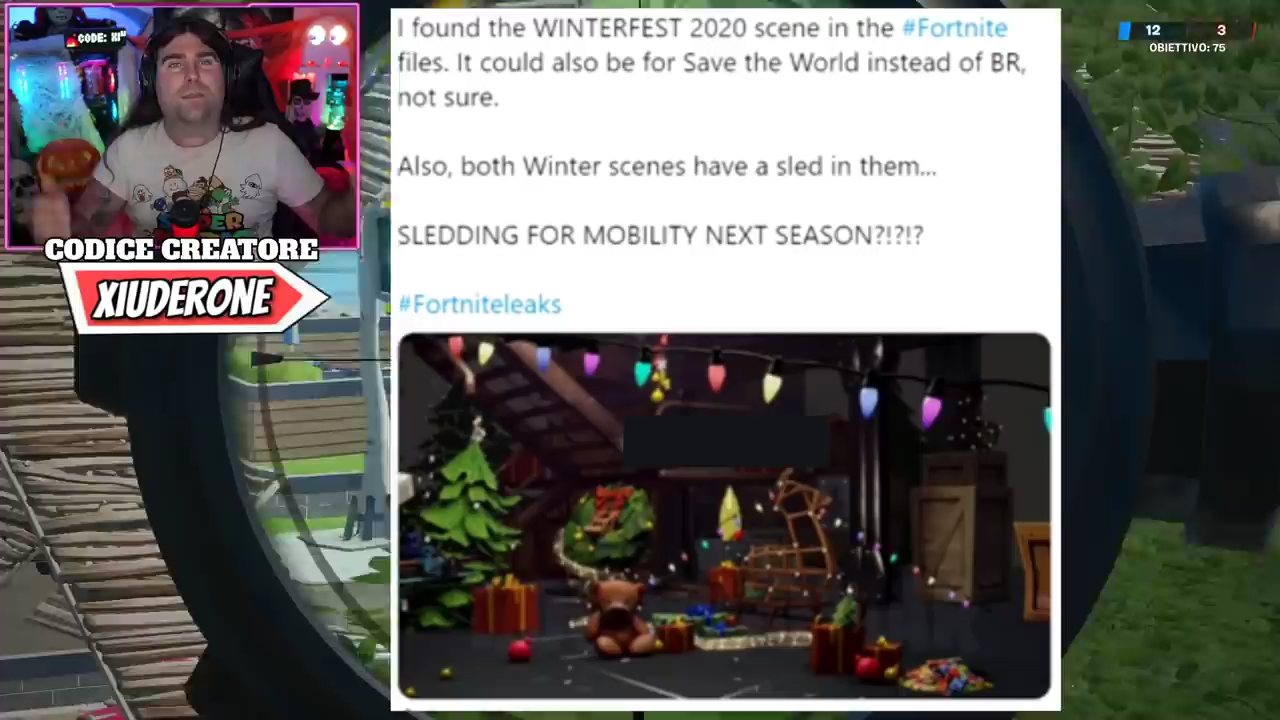 CODE: XI
CODICE CREATORE
XIUDERONE
I found the WINTERFEST 2020 scene in the #Fortnite
files. It could also be for Save the World instead of BR,
not sure.
Also, both Winter scenes have a sled in them...
SLEDDING FOR MOBILITY NEXT SEASON?!?!?
#Fortniteleaks
12 3
OBIETTIVO: 75
SUPER